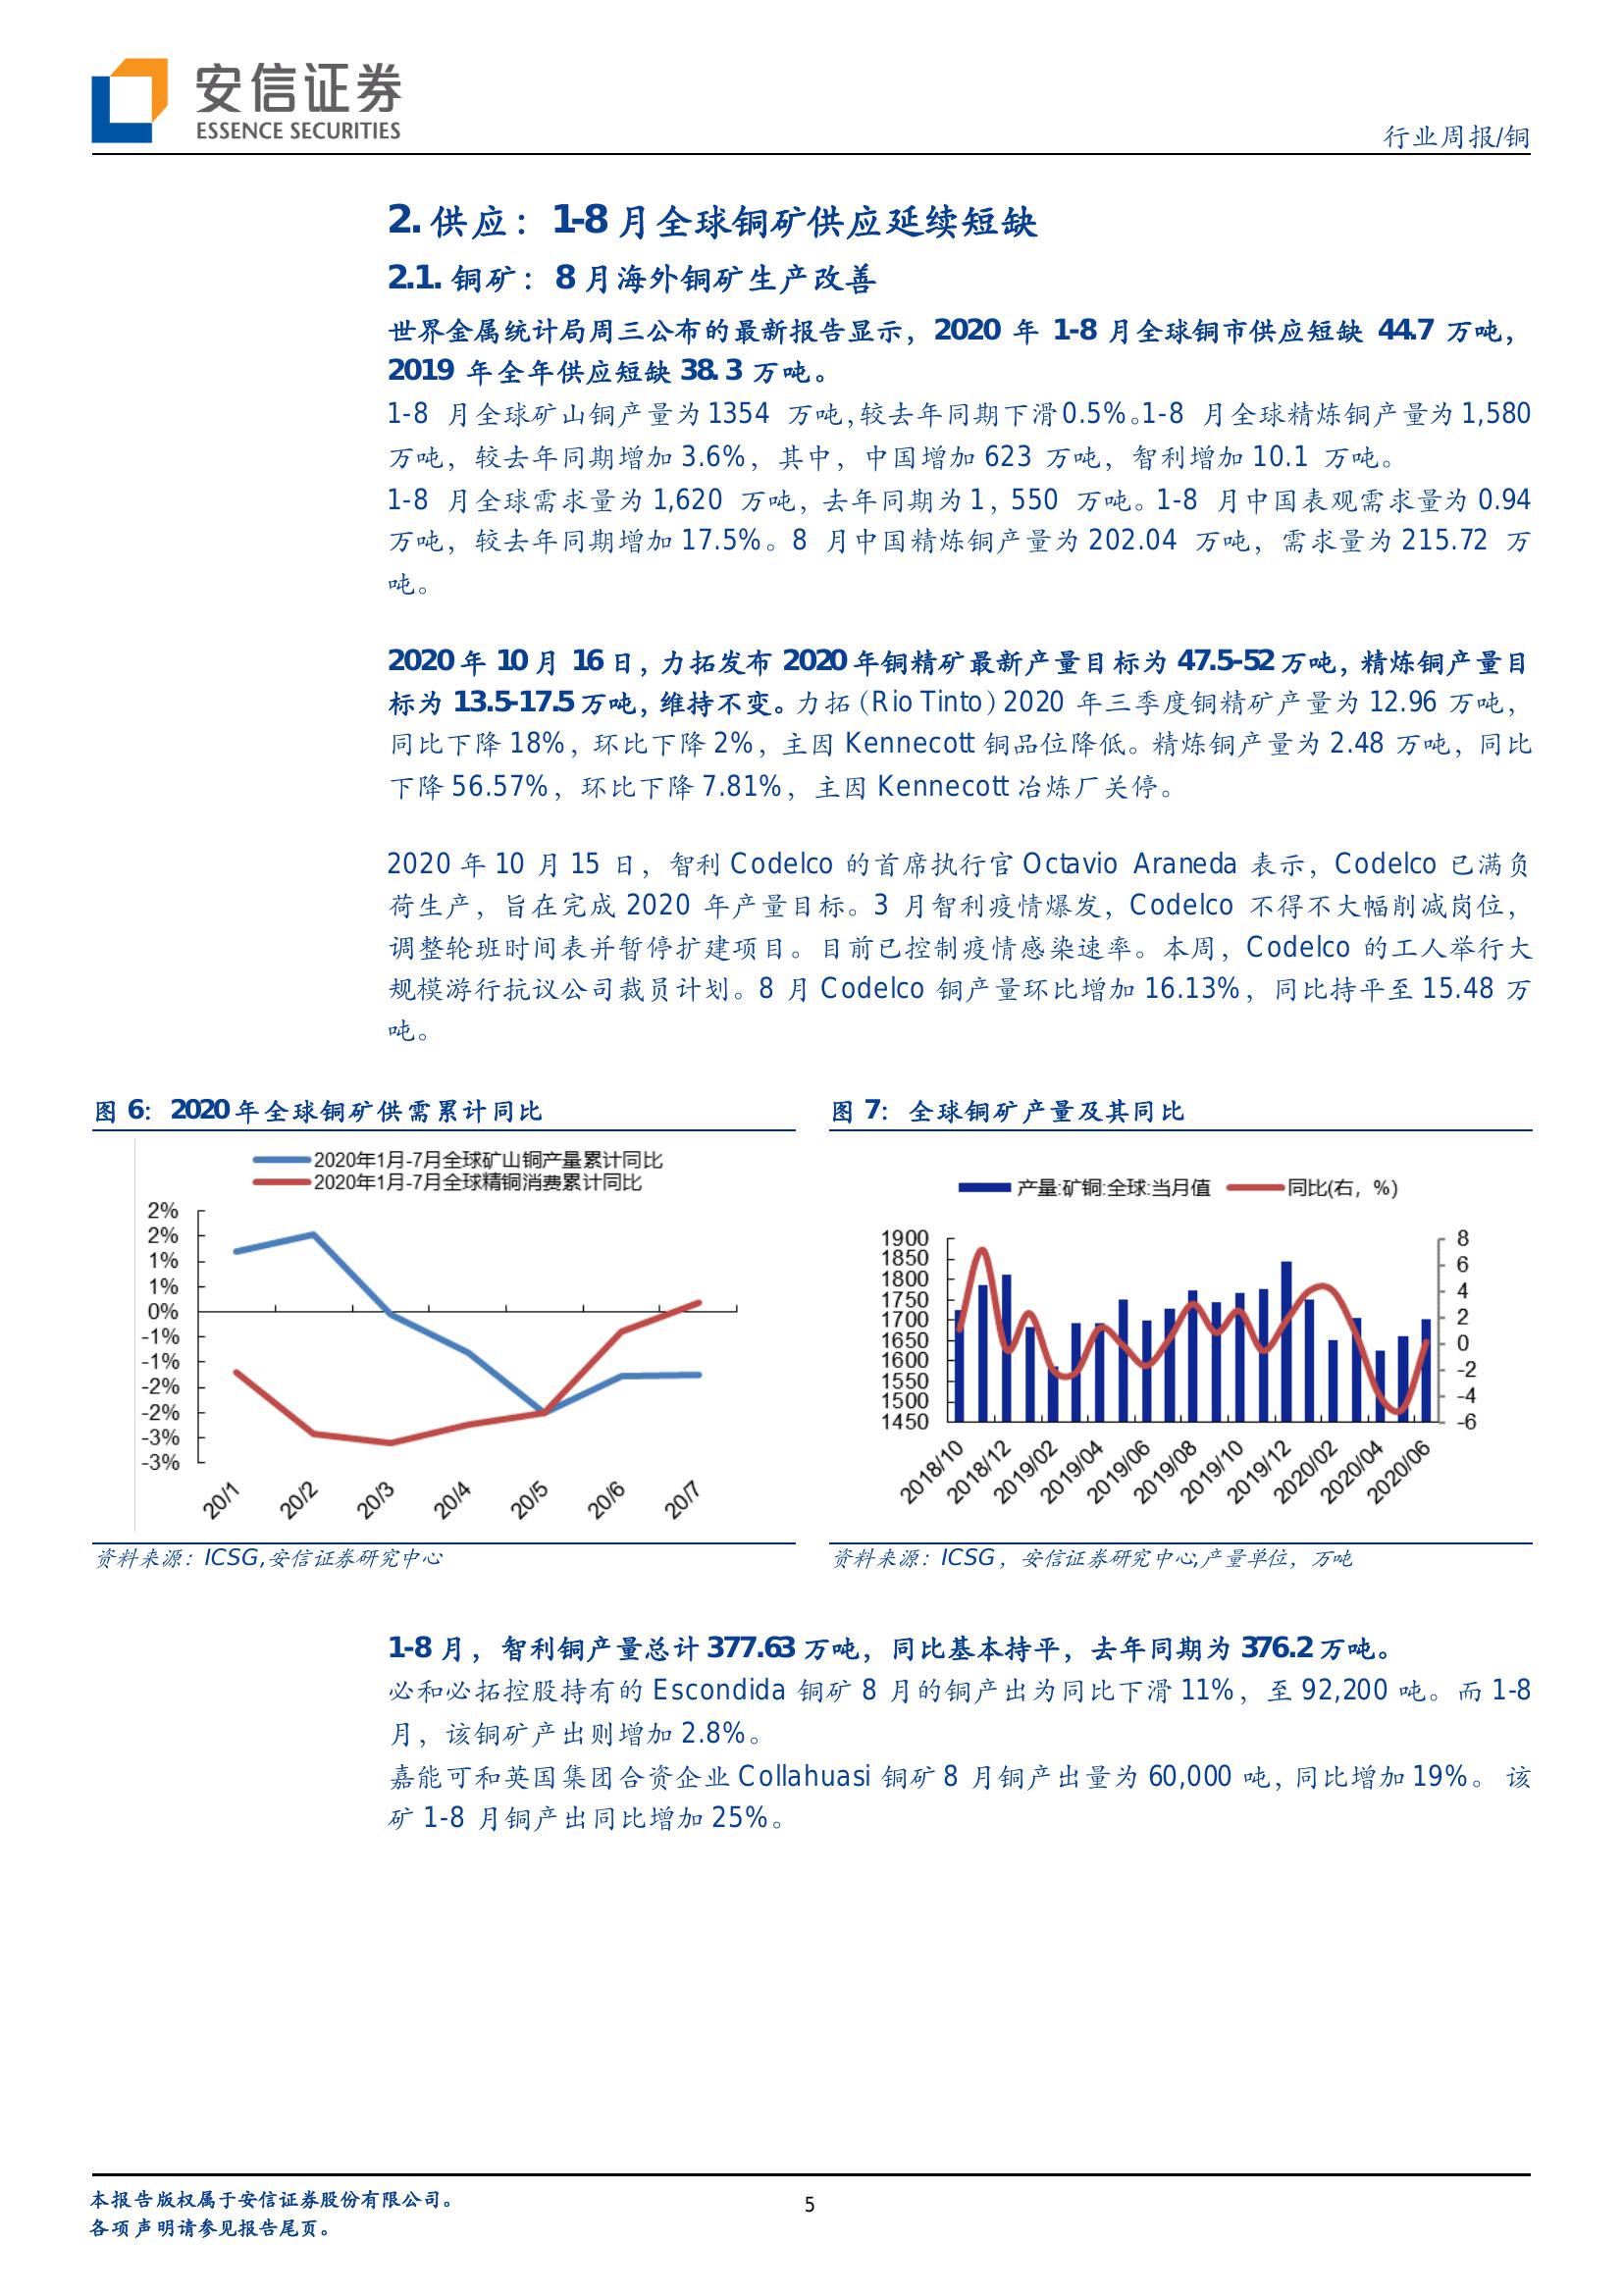 安信证券
ESSENCE SECURITIES
行业周报/铜
2. 供应：1-8 月全球铜矿供应延续短缺
2.1. 铜矿：8 月海外铜矿生产改善
世界金属统计局周三公布的最新报告显示，2020 年 1-8 月全球铜市供应短缺 44.7 万吨，
2019 年全年供应短缺 38.3 万吨。
1-8 月全球矿山铜产量为 1354 万吨，较去年同期下滑 0.5%。1-8 月全球精炼铜产量为 1,580
万吨，较去年同期增加 3.6%，其中，中国增加 623 万吨，智利增加 10.1 万吨。
1-8 月全球需求量为 1,620 万吨，去年同期为 1，550 万吨。1-8 月中国表观需求量为 0.94
万吨，较去年同期增加 17.5%。8 月中国精炼铜产量为 202.04 万吨，需求量为 215.72 万
吨。
2020 年 10 月 16 日，力拓发布 2020 年铜精矿最新产量目标为 47.5-52 万吨，精炼铜产量目
标为 13.5-17.5 万吨，维持不变。力拓（Rio Tinto）2020 年三季度铜精矿产量为 12.96 万吨，
同比下降 18%，环比下降 2%，主因 Kennecott 铜品位降低。精炼铜产量为 2.48 万吨，同比
下降 56.57%，环比下降 7.81%，主因 Kennecott 冶炼厂关停。
2020 年 10 月 15 日，智利 Codelco 的首席执行官 Octavio Araneda 表示，Codelco 已满负
荷生产，旨在完成 2020 年产量目标。3 月智利疫情爆发，Codelco 不得不大幅削减岗位，
调整轮班时间表并暂停扩建项目。目前已控制疫情感染速率。本周，Codelco 的工人举行大
规模游行抗议公司裁员计划。8 月 Codelco 铜产量环比增加 16.13%，同比持平至 15.48 万
吨。
图 6：2020 年全球铜矿供需累计同比
2020年1月-7月全球矿山铜产量累计同比
2020年1月-7月全球精铜消费累计同比
2%
2%
1%
1%
0%
-1%
-1%
-2%
-2%
-3%
-3%
20/1 20/2 20/3 20/4 20/5 20/6 20/7
资料来源：ICSG,安信证券研究中心
图 7：全球铜矿产量及其同比
产量:矿铜:全球:当月值 同比(右，%)
1900
1850
1800
1750
1700
1650
1600
1550
1500
1450
8
6
4
2
0
-2
-4
-6
2018/10 2018/12 2019/02 2019/04 2019/06 2019/08 2019/10 2019/12 2020/02 2020/04 2020/06
资料来源：ICSG，安信证券研究中心,产量单位，万吨
1-8 月，智利铜产量总计 377.63 万吨，同比基本持平，去年同期为 376.2 万吨。
必和必拓控股持有的 Escondida 铜矿 8 月的铜产出为同比下滑 11%，至 92,200 吨。而 1-8
月，该铜矿产出则增加 2.8%。
嘉能可和英国集团合资企业 Collahuasi 铜矿 8 月铜产出量为 60,000 吨，同比增加 19%。 该
矿 1-8 月铜产出同比增加 25%。
本报告版权属于安信证券股份有限公司。
各项声明请参见报告尾页。
5